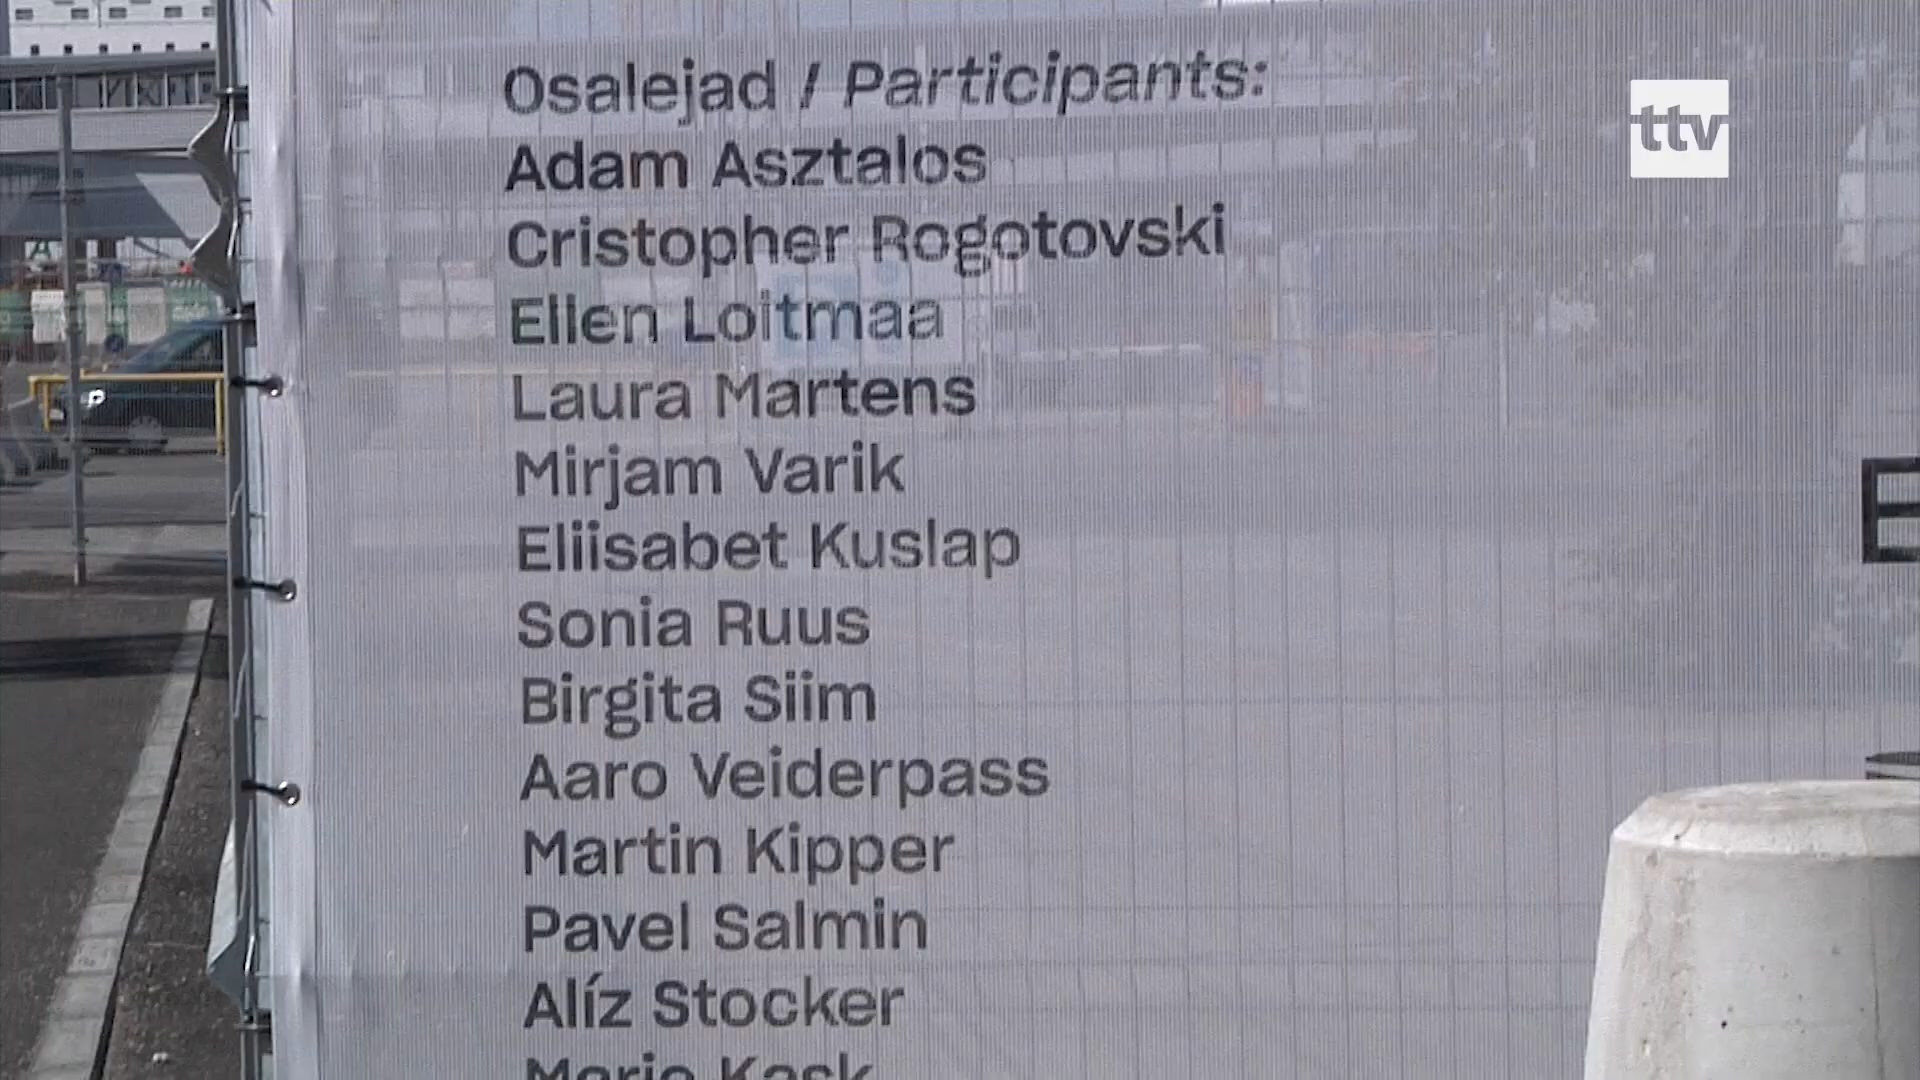 Osalejad / Participants:
ttv
Adam Asztalos
Cristopher Rogotovski
Ellen Loitmaa
Laura Martens
Mirjam Varik
Eliisabet Kuslap
Sonia Ruus
Birgita Siim
Aaro Veiderpass
Martin Kipper
Pavel Salmin
Alíz Stocker
Kask